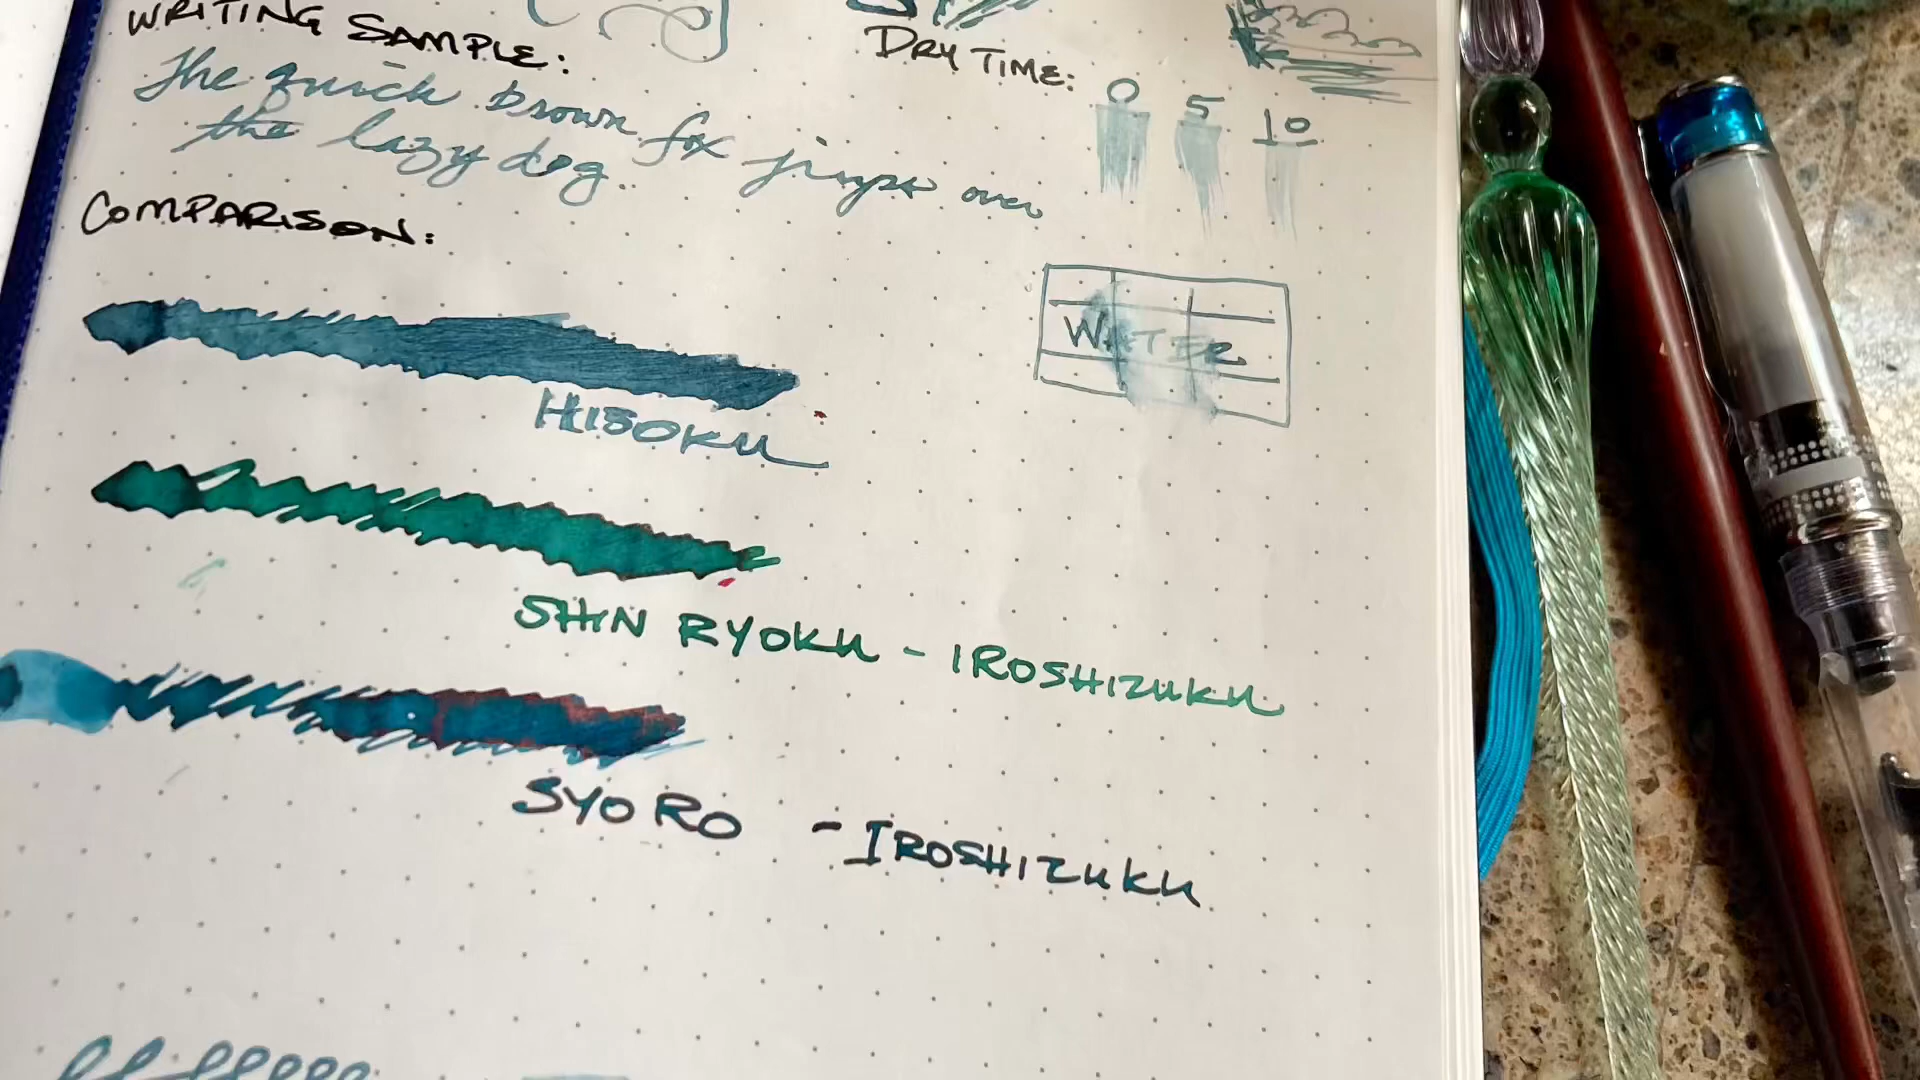 WRITING SAMPLE:
The quick brown fox jumps over
the lazy dog.
DRY TIME:
0 5 10
WATER
COMPARISON:
HISOKU
SHIN RYOKU - IROSHIZUKU
SYO RO - IROSHIZUKU